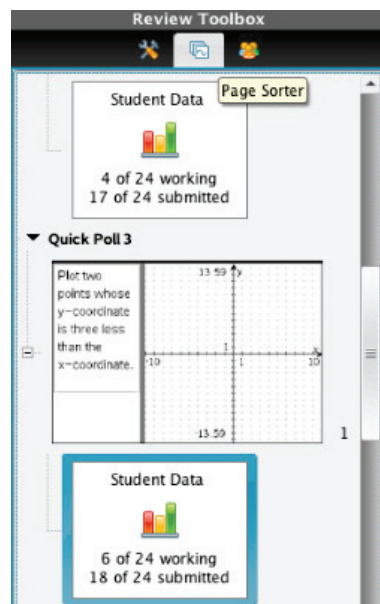 Review Toolbox
Page Sorter
Student Data
4 of 24 working
17 of 24 submitted
Quick Poll 3
Plot two
points whose
y-coordinate
is three less
than the
x-coordinate.
13.59 y
1
x
-10
1
10
-13.59
1
Student Data
6 of 24 working
18 of 24 submitted